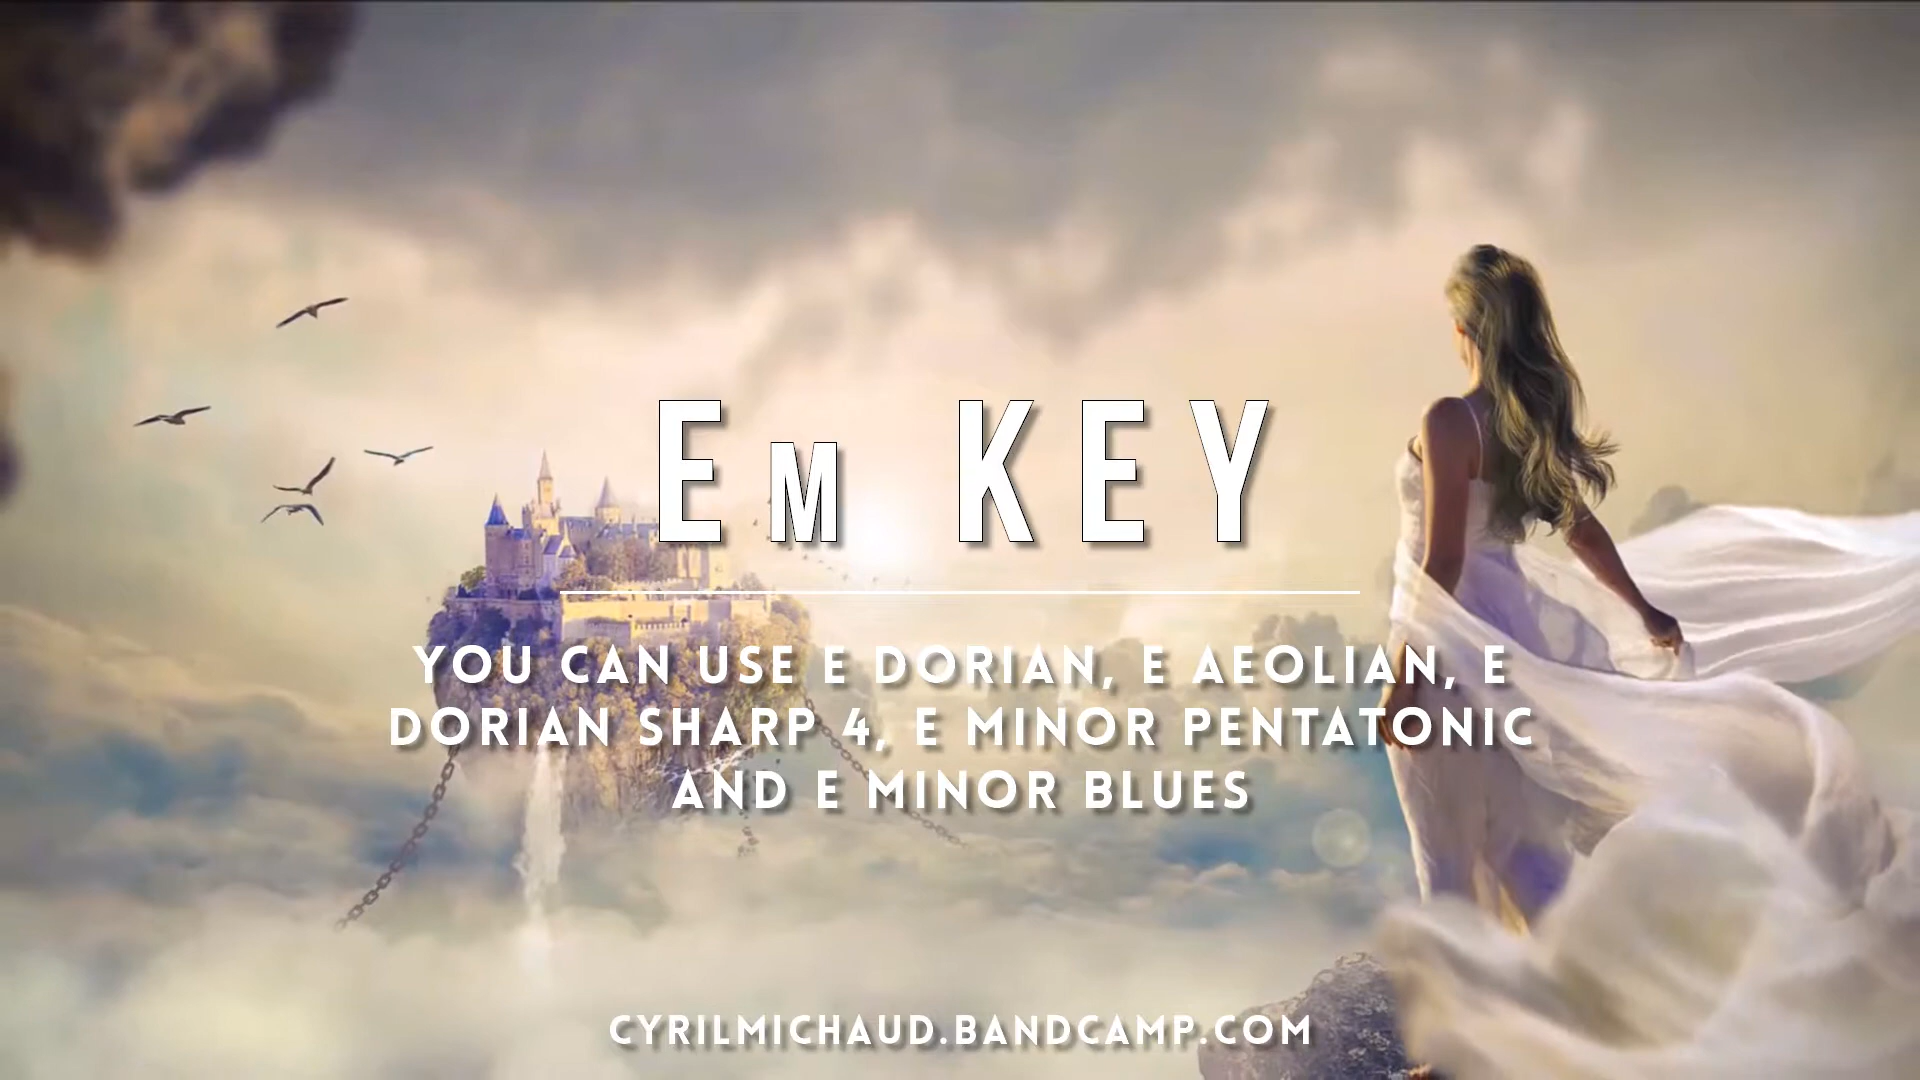 Em KEY
YOU CAN USE E DORIAN, E AEOLIAN, E
DORIAN SHARP 4, E MINOR PENTATONIC
AND E MINOR BLUES
CYRILMICHAUD.BANDCAMP.COM